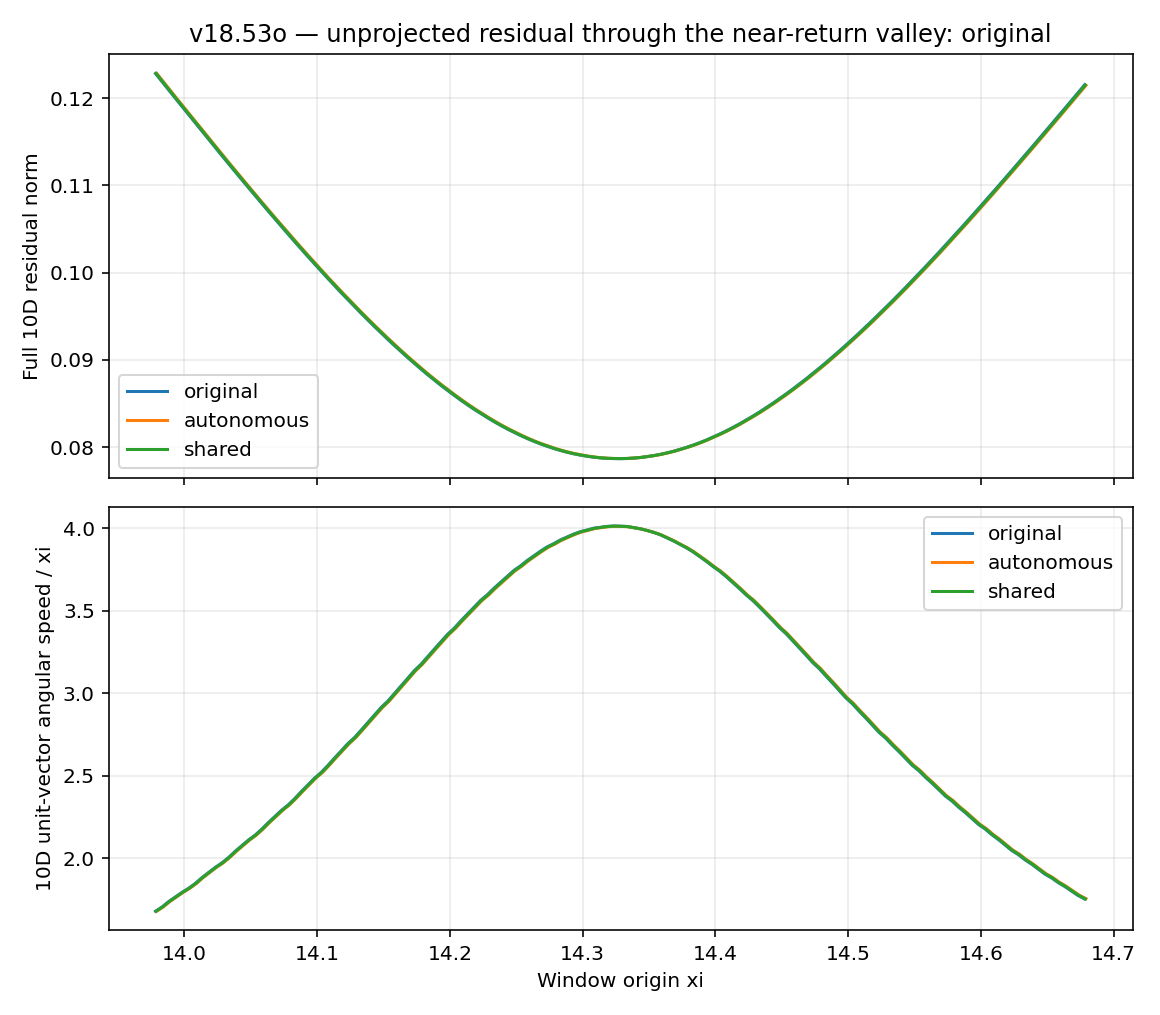 v18.53o — unprojected residual through the near-return valley: original
Full 10D residual norm
0.12
0.11
0.10
0.09
0.08
original
autonomous
shared
10D unit-vector angular speed / xi
4.0
3.5
3.0
2.5
2.0
original
autonomous
shared
14.0 14.1 14.2 14.3 14.4 14.5 14.6 14.7
Window origin xi